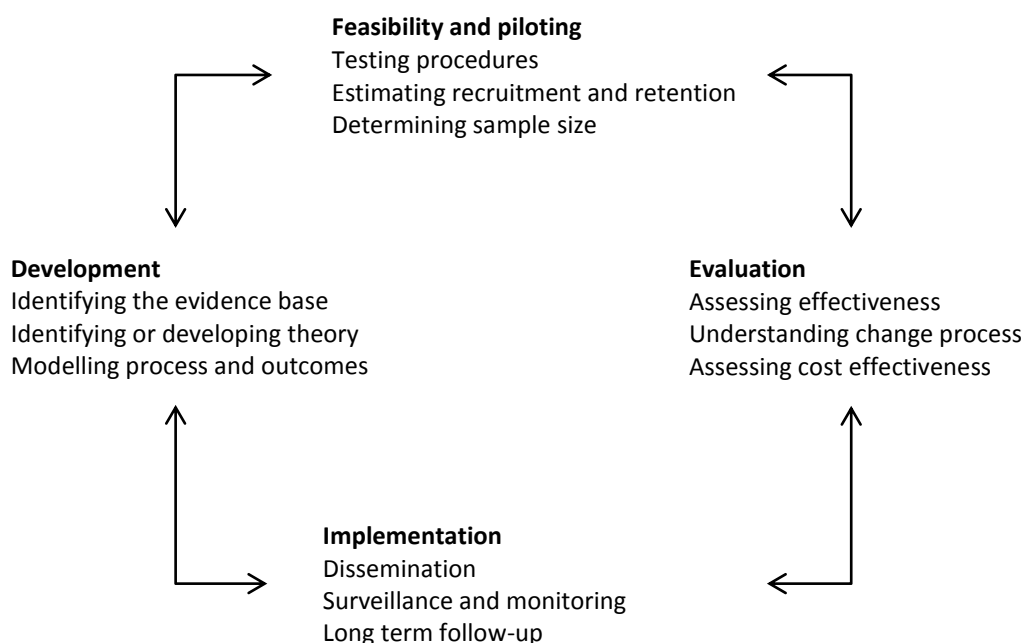 Feasibility and piloting
Testing procedures
Estimating recruitment and retention
Determining sample size
Development
Identifying the evidence base
Identifying or developing theory
Modelling process and outcomes
Evaluation
Assessing effectiveness
Understanding change process
Assessing cost effectiveness
Implementation
Dissemination
Surveillance and monitoring
Long term follow-up